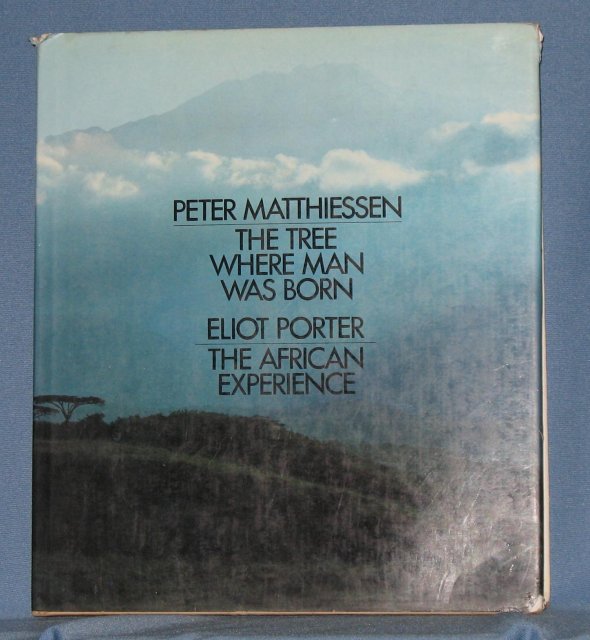 PETER MATTHIESSEN
THE TREE
WHERE MAN
WAS BORN
ELIOT PORTER
THE AFRICAN
EXPERIENCE